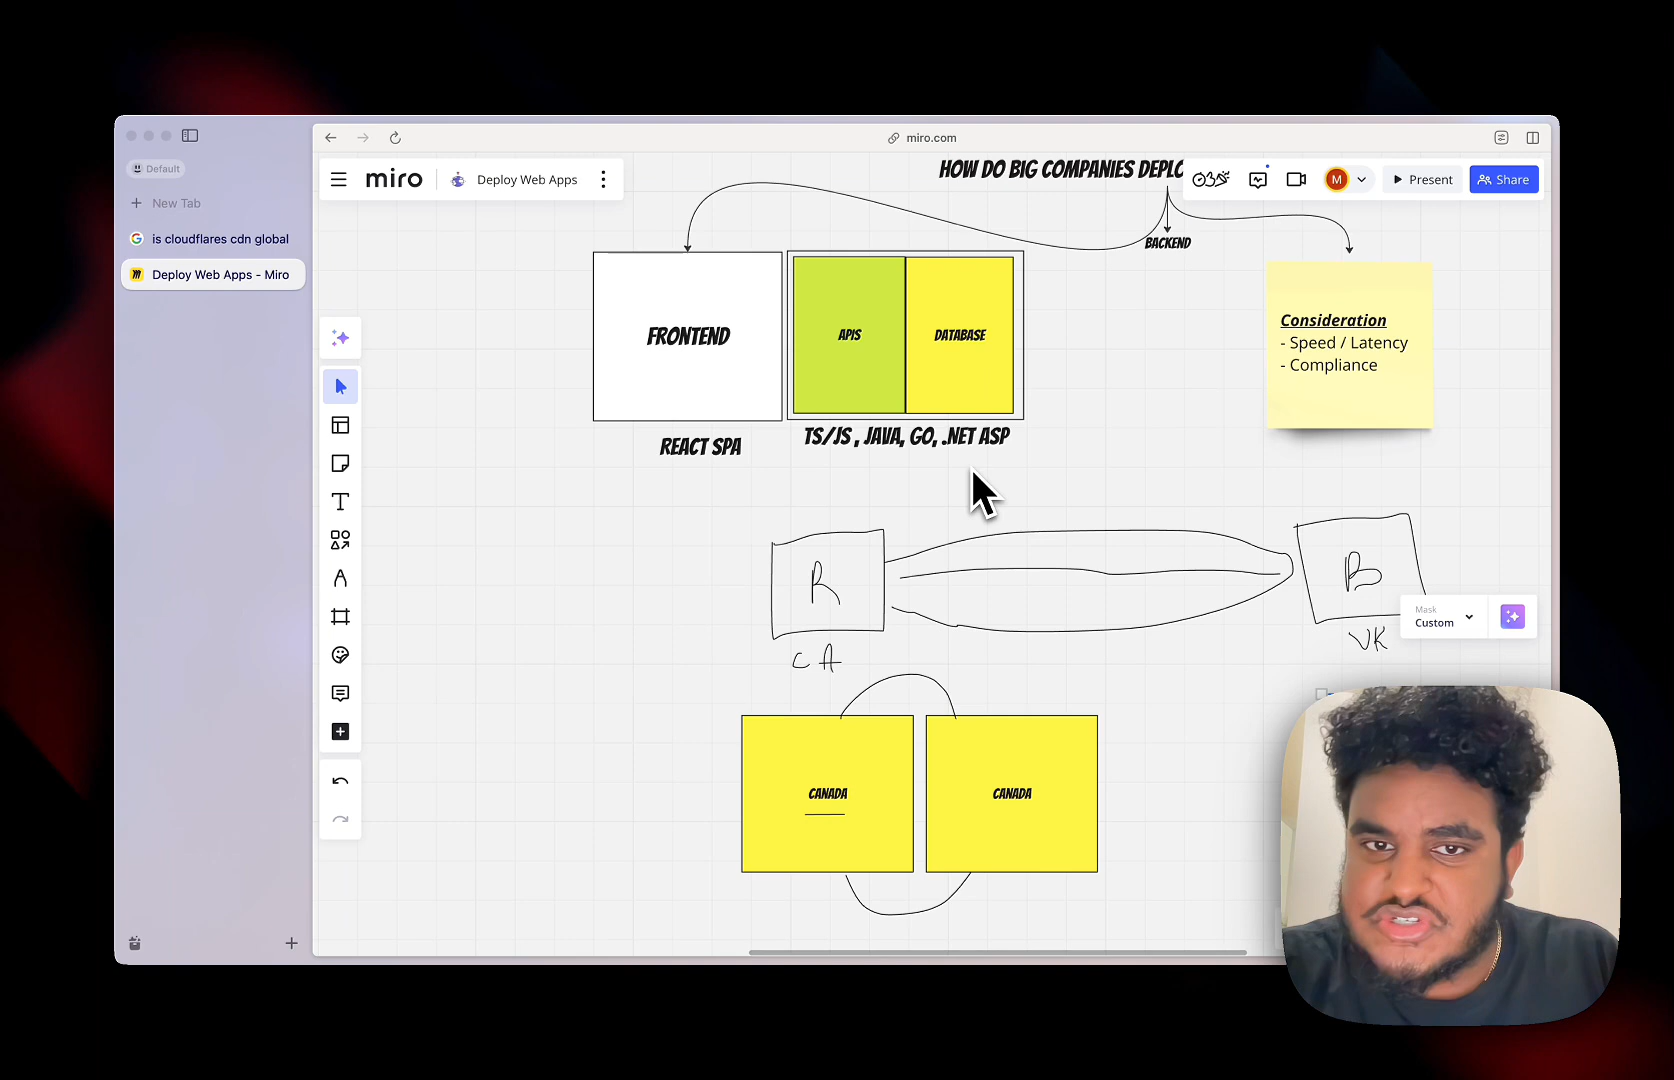 miro.com
Default
New Tab
is cloudflares cdn global
Deploy Web Apps - Miro
miro
Deploy Web Apps
HOW DO BIG COMPANIES DEPLO
M
Present
Share
BACKEND
FRONTEND
APIS
DATABASE
REACT SPA
TS/JS , JAVA, GO, .NET ASP
Consideration
- Speed / Latency
- Compliance
R
B
CA
UK
Mask
Custom
CANADA
CANADA